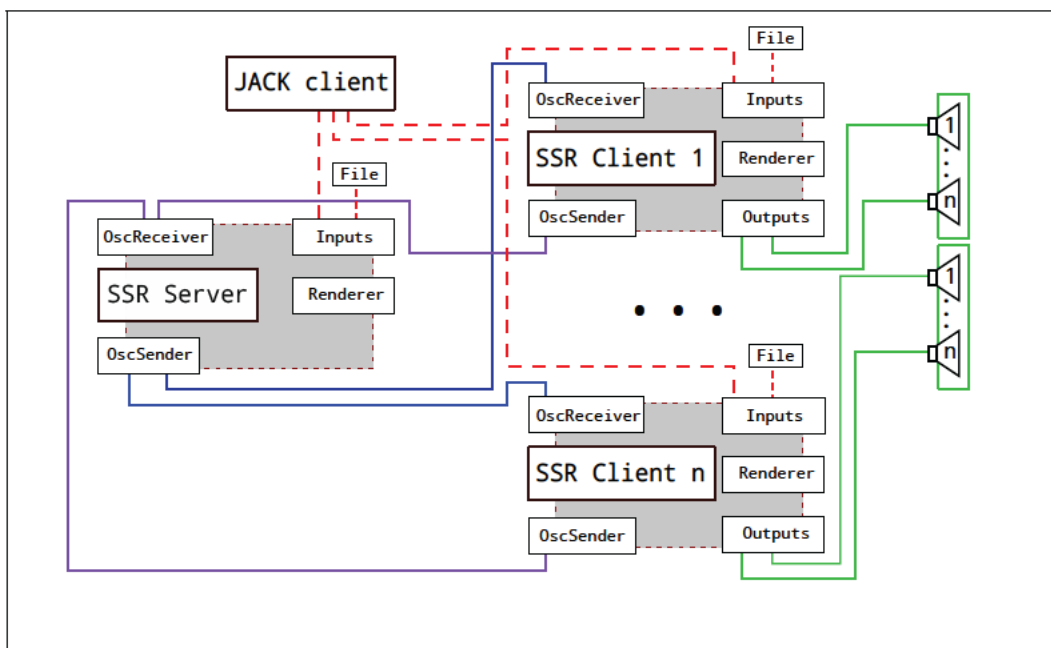 JACK client
File
OscReceiver
Inputs
SSR Server
Renderer
OscSender
File
OscReceiver
Inputs
SSR Client 1
Renderer
OscSender
Outputs
1
n
. . .
File
OscReceiver
Inputs
SSR Client n
Renderer
OscSender
Outputs
1
n